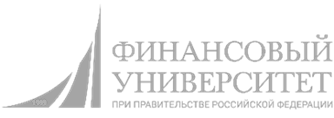 ФИНАНСОВЫЙ
УНИВЕРСИТЕТ
ПРИ ПРАВИТЕЛЬСТВЕ РОССИЙСКОЙ ФЕДЕРАЦИИ